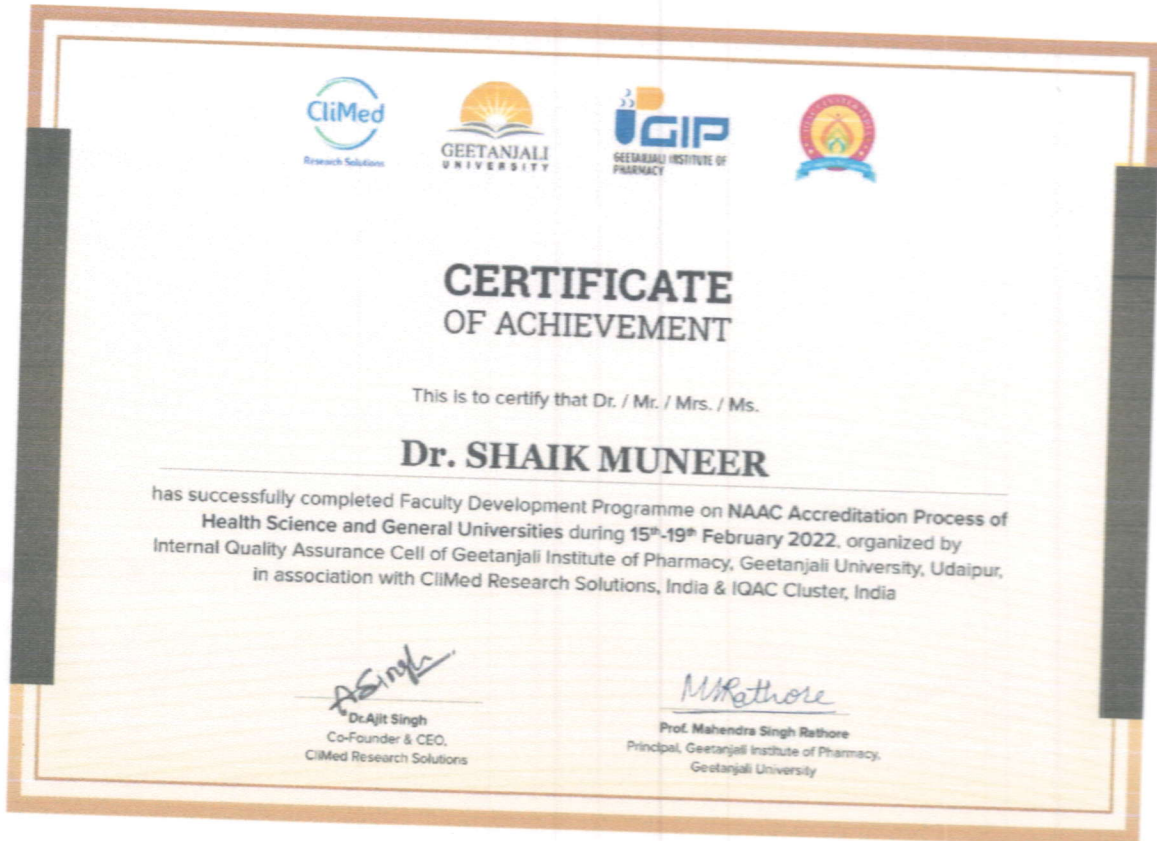 CliMed
Research Solutions
GEETANJALI
UNIVERSITY
GIP
GEETANJALI INSTITUTE OF
PHARMACY
CERTIFICATE
OF ACHIEVEMENT
This is to certify that Dr. / Mr. / Mrs. / Ms.
Dr. SHAIK MUNEER
has successfully completed Faculty Development Programme on NAAC Accreditation Process of
Health Science and General Universities during 15th-19th February 2022, organized by
Internal Quality Assurance Cell of Geetanjali Institute of Pharmacy, Geetanjali University, Udaipur,
in association with CliMed Research Solutions, India & IQAC Cluster, India
ASingh
Dr.Ajit Singh
Co-Founder & CEO,
CliMed Research Solutions
MSRathore
Prof. Mahendra Singh Rathore
Principal, Geetanjali Institute of Pharmacy,
Geetanjali University